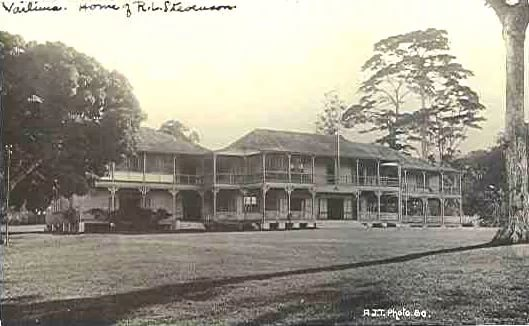 Vailima. Home of R.L. Stevenson.
A.J.T. Photo. Co.